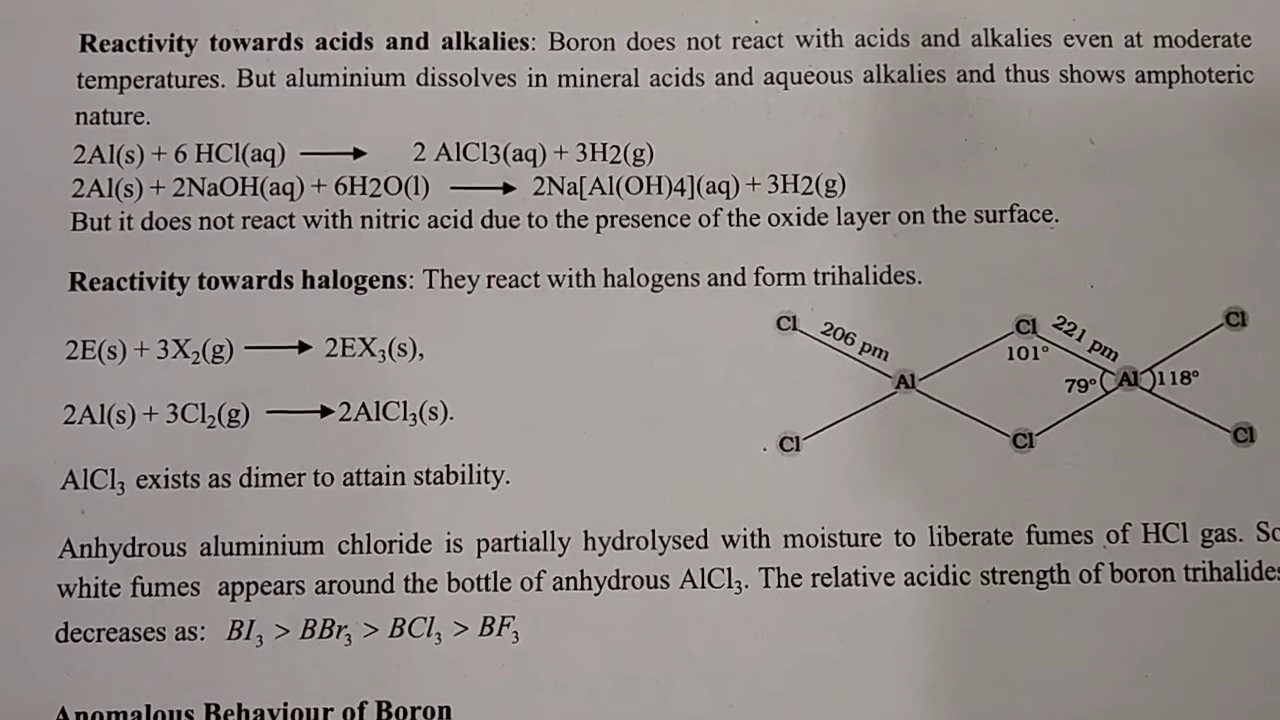 Reactivity towards acids and alkalies: Boron does not react with acids and alkalies even at moderate
temperatures. But aluminium dissolves in mineral acids and aqueous alkalies and thus shows amphoteric
nature.
2Al(s) + 6 HCl(aq) ⟶ 2 AlCl3(aq) + 3H2(g)
2Al(s) + 2NaOH(aq) + 6H2O(l) ⟶ 2Na[Al(OH)4](aq) + 3H2(g)
But it does not react with nitric acid due to the presence of the oxide layer on the surface.
Reactivity towards halogens: They react with halogens and form trihalides.
2E(s) + 3X₂(g) ⟶ 2EX₃(s),
2Al(s) + 3Cl₂(g) ⟶ 2AlCl₃(s).
Cl 206 pm Cl 221 pm Cl
101°
Al 79° Al 118°
Cl Cl Cl
AlCl₃ exists as dimer to attain stability.
Anhydrous aluminium chloride is partially hydrolysed with moisture to liberate fumes of HCl gas. So
white fumes appears around the bottle of anhydrous AlCl₃. The relative acidic strength of boron trihalides
decreases as: BI₃ > BBr₃ > BCl₃ > BF₃
Anomalous Behaviour of Boron